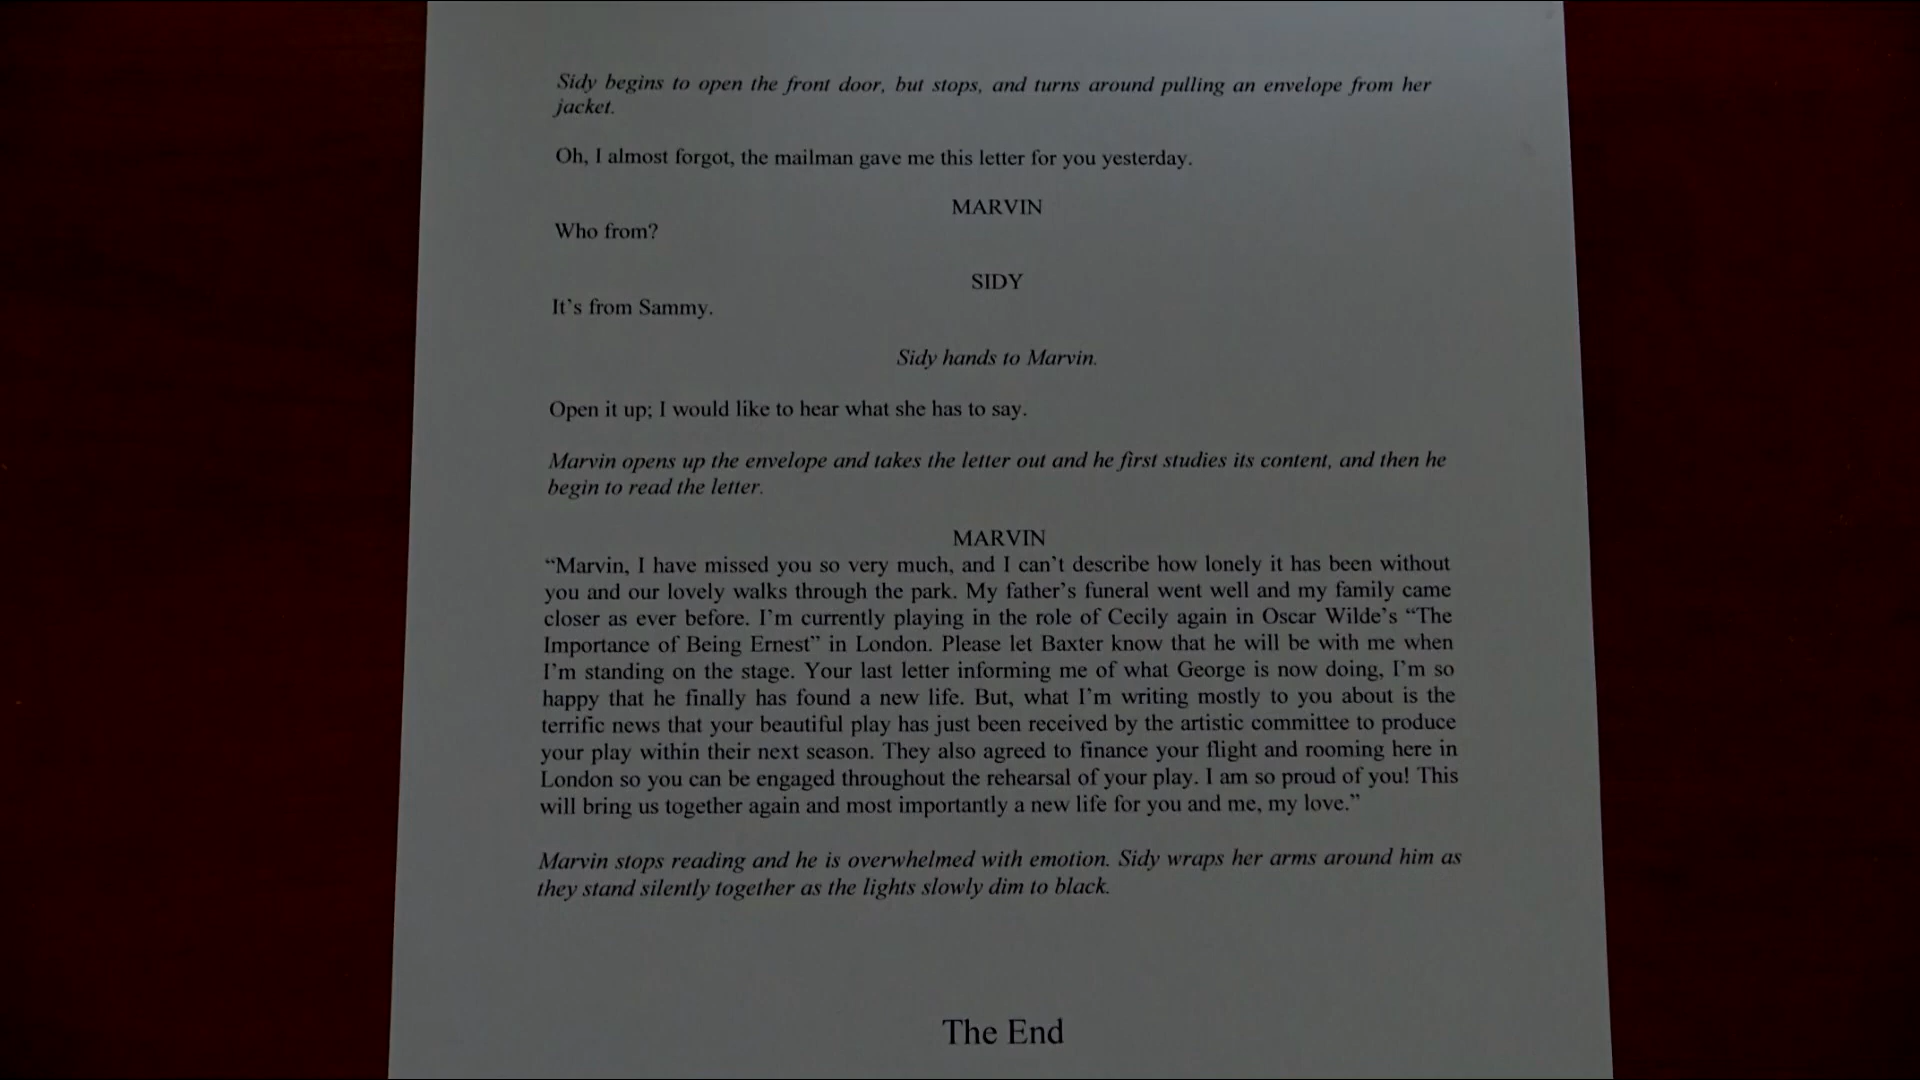 Sidy begins to open the front door, but stops, and turns around pulling an envelope from her
jacket.
Oh, I almost forgot, the mailman gave me this letter for you yesterday.
MARVIN
Who from?
SIDY
It's from Sammy.
Sidy hands to Marvin.
Open it up; I would like to hear what she has to say.
Marvin opens up the envelope and takes the letter out and he first studies its content, and then he
begin to read the letter.
MARVIN
“Marvin, I have missed you so very much, and I can't describe how lonely it has been without
you and our lovely walks through the park. My father's funeral went well and my family came
closer as ever before. I'm currently playing in the role of Cecily again in Oscar Wilde's “The
Importance of Being Ernest” in London. Please let Baxter know that he will be with me when
I'm standing on the stage. Your last letter informing me of what George is now doing, I'm so
happy that he finally has found a new life. But, what I'm writing mostly to you about is the
terrific news that your beautiful play has just been received by the artistic committee to produce
your play within their next season. They also agreed to finance your flight and rooming here in
London so you can be engaged throughout the rehearsal of your play. I am so proud of you! This
will bring us together again and most importantly a new life for you and me, my love.”
Marvin stops reading and he is overwhelmed with emotion. Sidy wraps her arms around him as
they stand silently together as the lights slowly dim to black.
The End